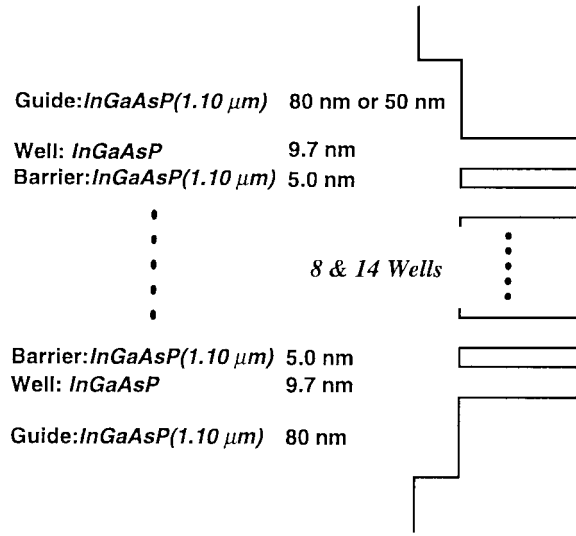 Guide:InGaAsP(1.10 μm) 80 nm or 50 nm
Well: InGaAsP 9.7 nm
Barrier:InGaAsP(1.10 μm) 5.0 nm
8 & 14 Wells
Barrier:InGaAsP(1.10 μm) 5.0 nm
Well: InGaAsP 9.7 nm
Guide:InGaAsP(1.10 μm) 80 nm